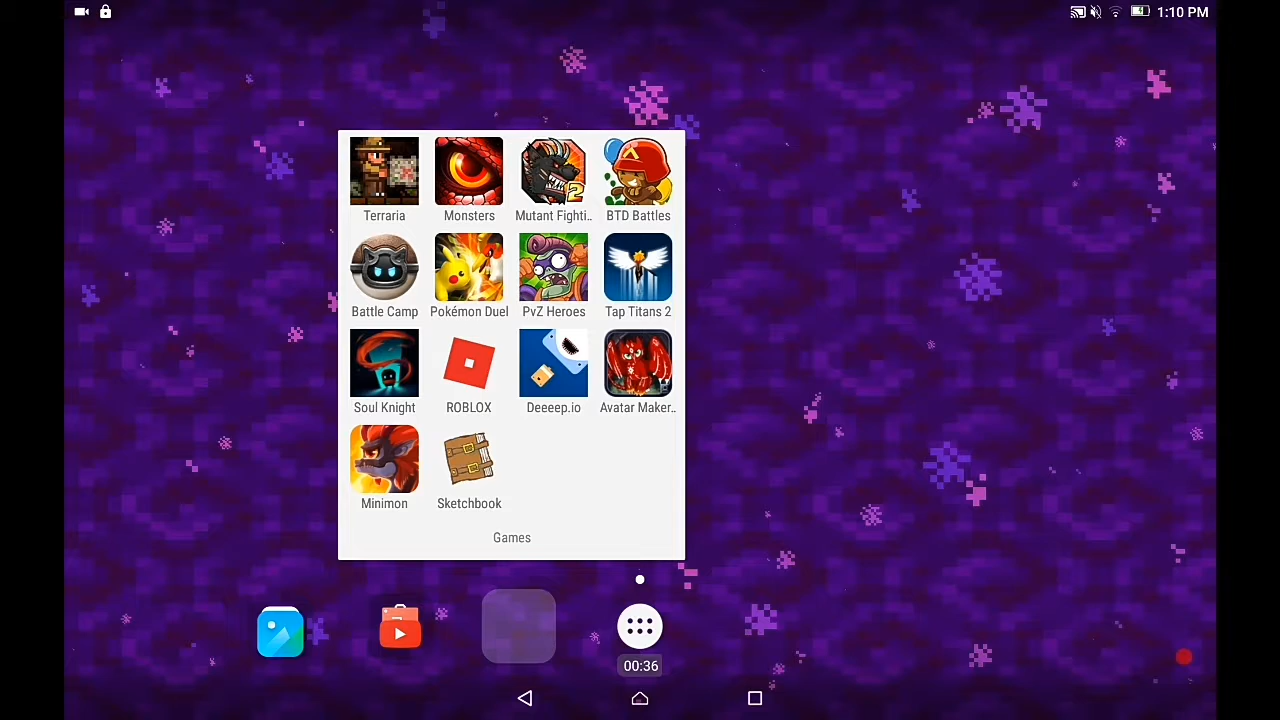 1:10 PM
Terraria
Monsters
Mutant Fighti..
BTD Battles
Battle Camp
Pokémon Duel
PvZ Heroes
Tap Titans 2
Soul Knight
ROBLOX
Deeeep.io
Avatar Maker..
Minimon
Sketchbook
Games
00:36